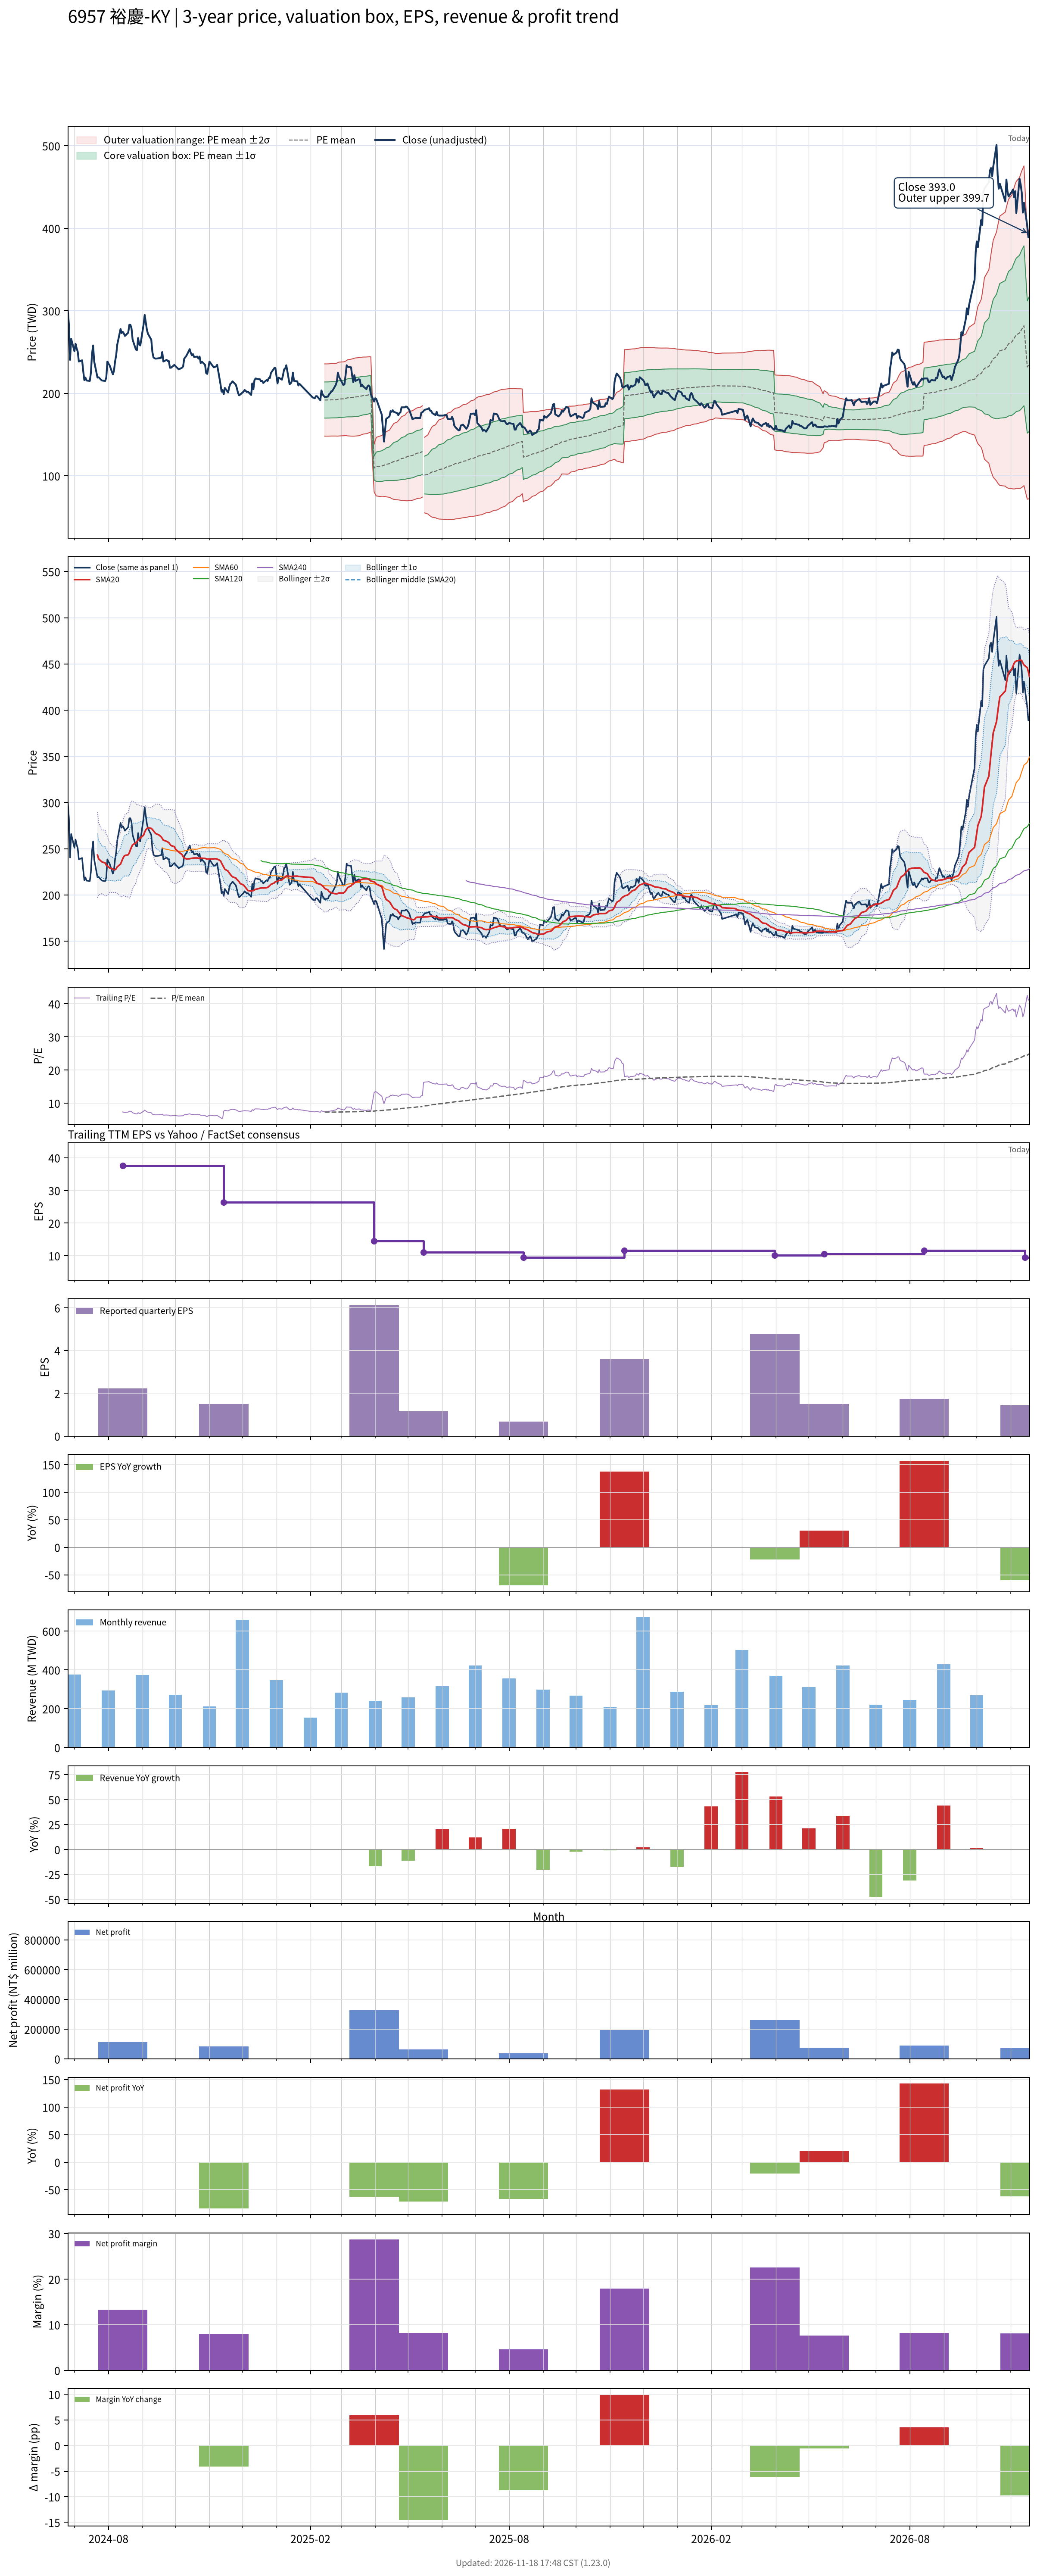 6957 裕慶-KY | 3-year price, valuation box, EPS, revenue & profit trend
Outer valuation range: PE mean ±2σ
PE mean
Close (unadjusted)
Core valuation box: PE mean ±1σ
Today
Close 393.0
Outer upper 399.7
Price (TWD)
500
400
300
200
100
Close (same as panel 1)
SMA20
SMA60
SMA120
SMA240
Bollinger ±2σ
Bollinger ±1σ
Bollinger middle (SMA20)
Price
550
500
450
400
350
300
250
200
150
Trailing P/E
P/E mean
P/E
40
30
20
10
Trailing TTM EPS vs Yahoo / FactSet consensus
Today
EPS
40
30
20
10
Reported quarterly EPS
EPS
6
4
2
0
EPS YoY growth
YoY (%)
150
100
50
0
-50
Monthly revenue
Revenue (M TWD)
600
400
200
0
Revenue YoY growth
YoY (%)
75
50
25
0
-25
-50
Month
Net profit
Net profit (NT$ million)
800000
600000
400000
200000
0
Net profit YoY
YoY (%)
150
100
50
0
-50
Net profit margin
Margin (%)
30
20
10
0
Margin YoY change
Δ margin (pp)
10
5
0
-5
-10
-15
2024-08
2025-02
2025-08
2026-02
2026-08
Updated: 2026-11-18 17:48 CST (1.23.0)